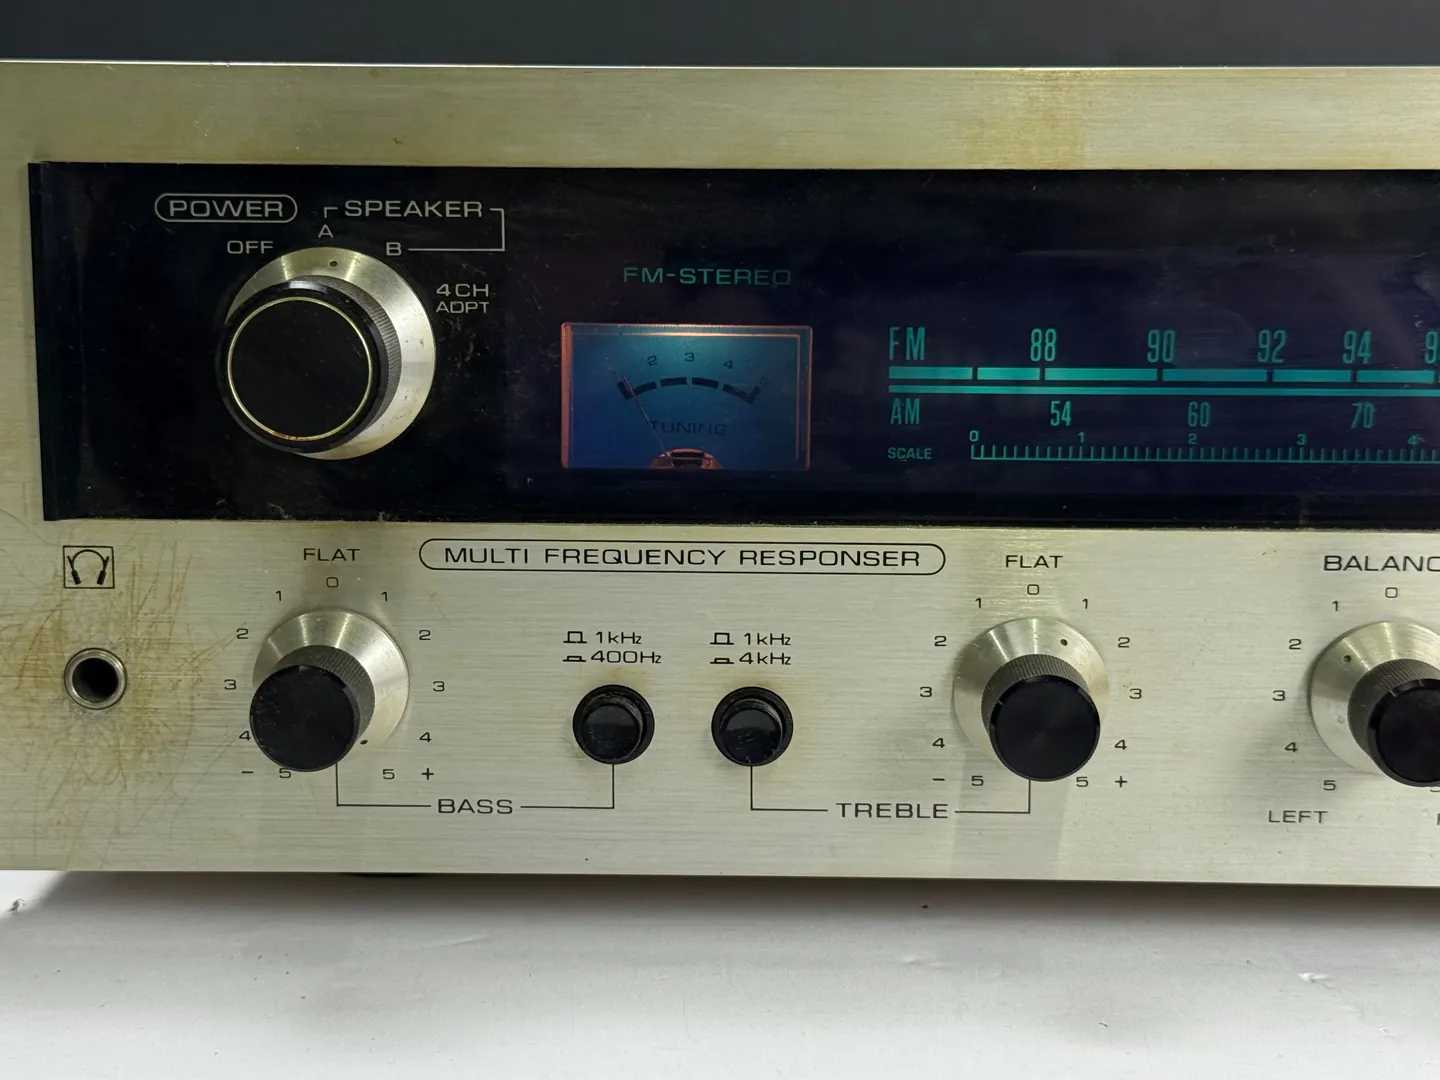 POWER SPEAKER
A
OFF B
4 CH
ADPT
FM-STEREO
2 3 4
TUNING
FM 88 90 92 94
AM 54 60 70
0 1 2 3 4
SCALE
FLAT MULTI FREQUENCY RESPONSER FLAT BALANC
0 0 0
1 1 1 1 1
2 2 2 2 2
1kHz 1kHz
400Hz 4kHz
3 3 3 3 3
4 4 4 4 4
- 5 5 + - 5 5 + 5
BASS TREBLE LEFT